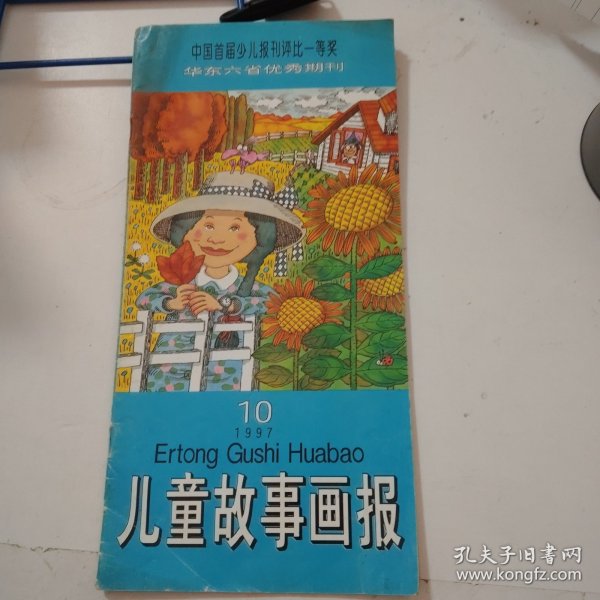 中国首届少儿报刊评比一等奖
华东六省优秀期刊
10
1997
Ertong Gushi Huabao
儿童故事画报
孔夫子旧书网
www.kongfz.com